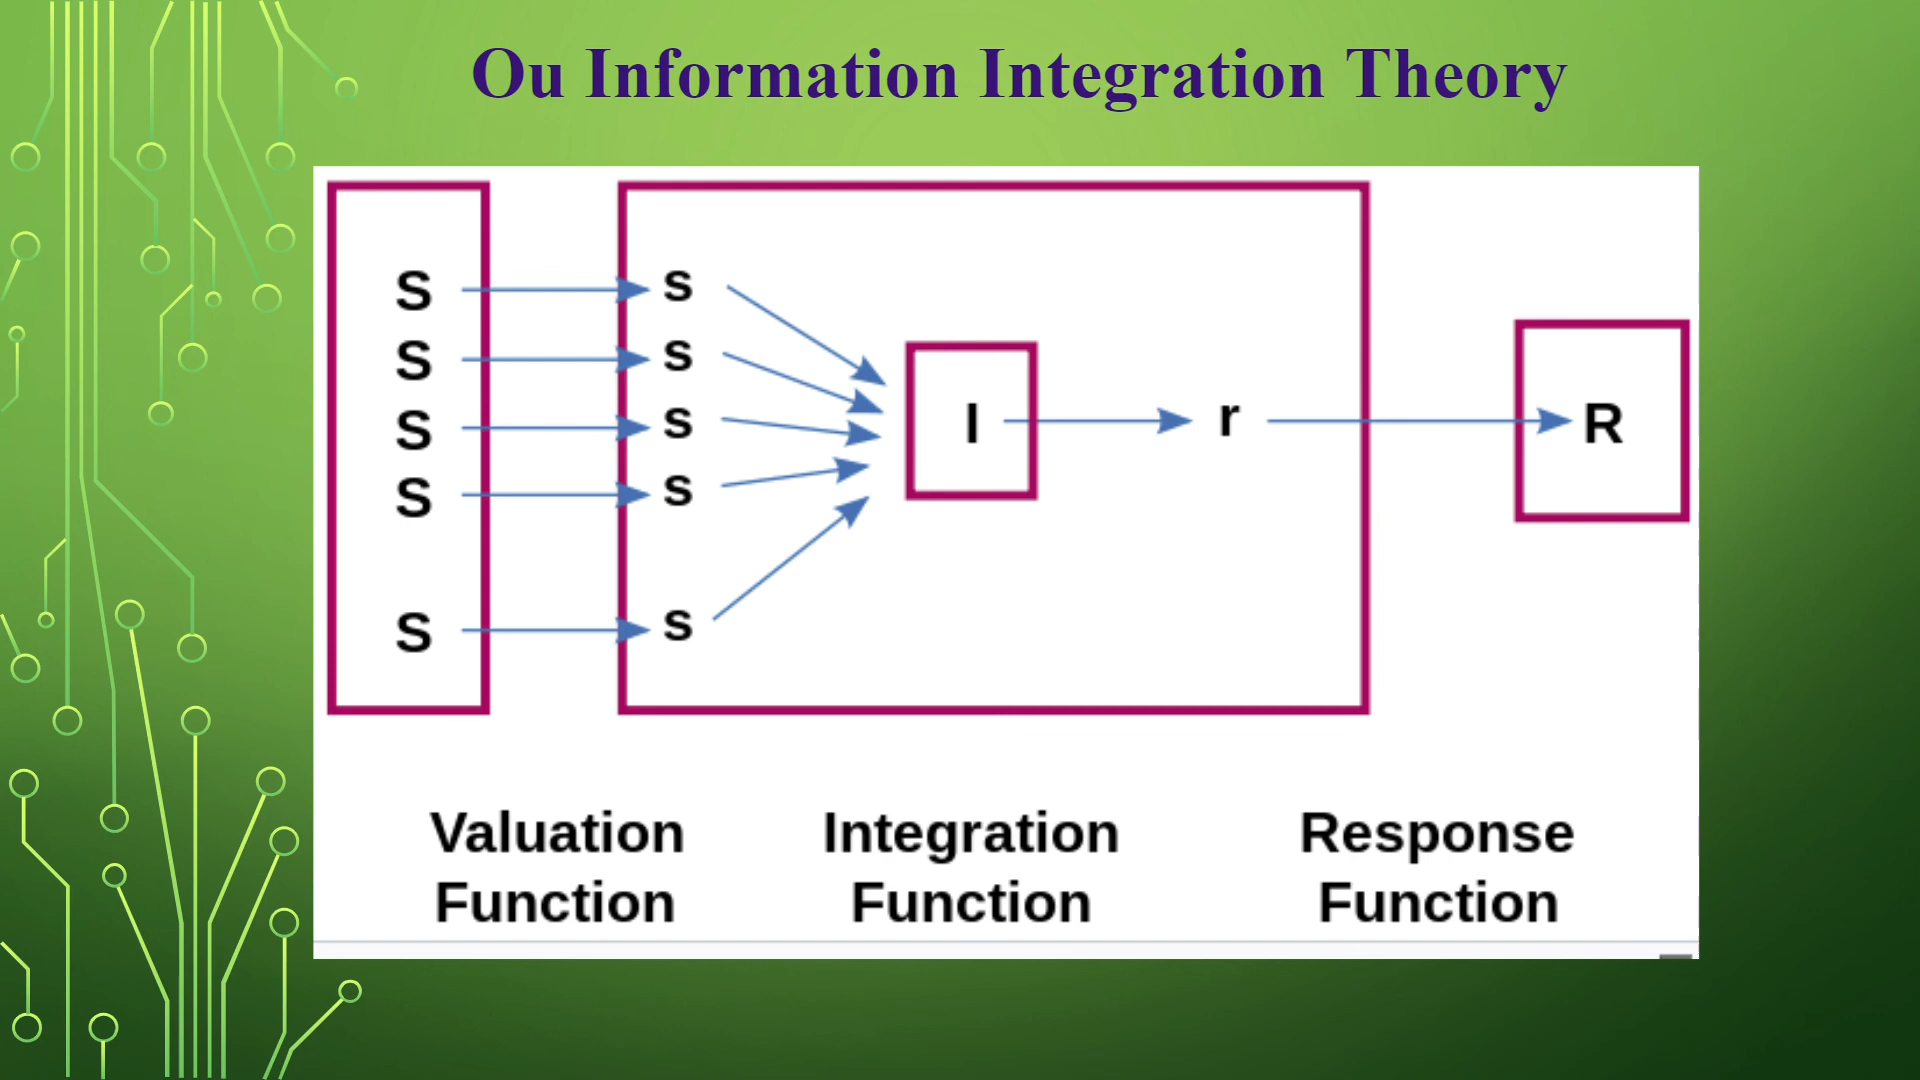 Ou Information Integration Theory
S s
S s
S s I r R
S s
S s
Valuation Integration Response
Function Function Function